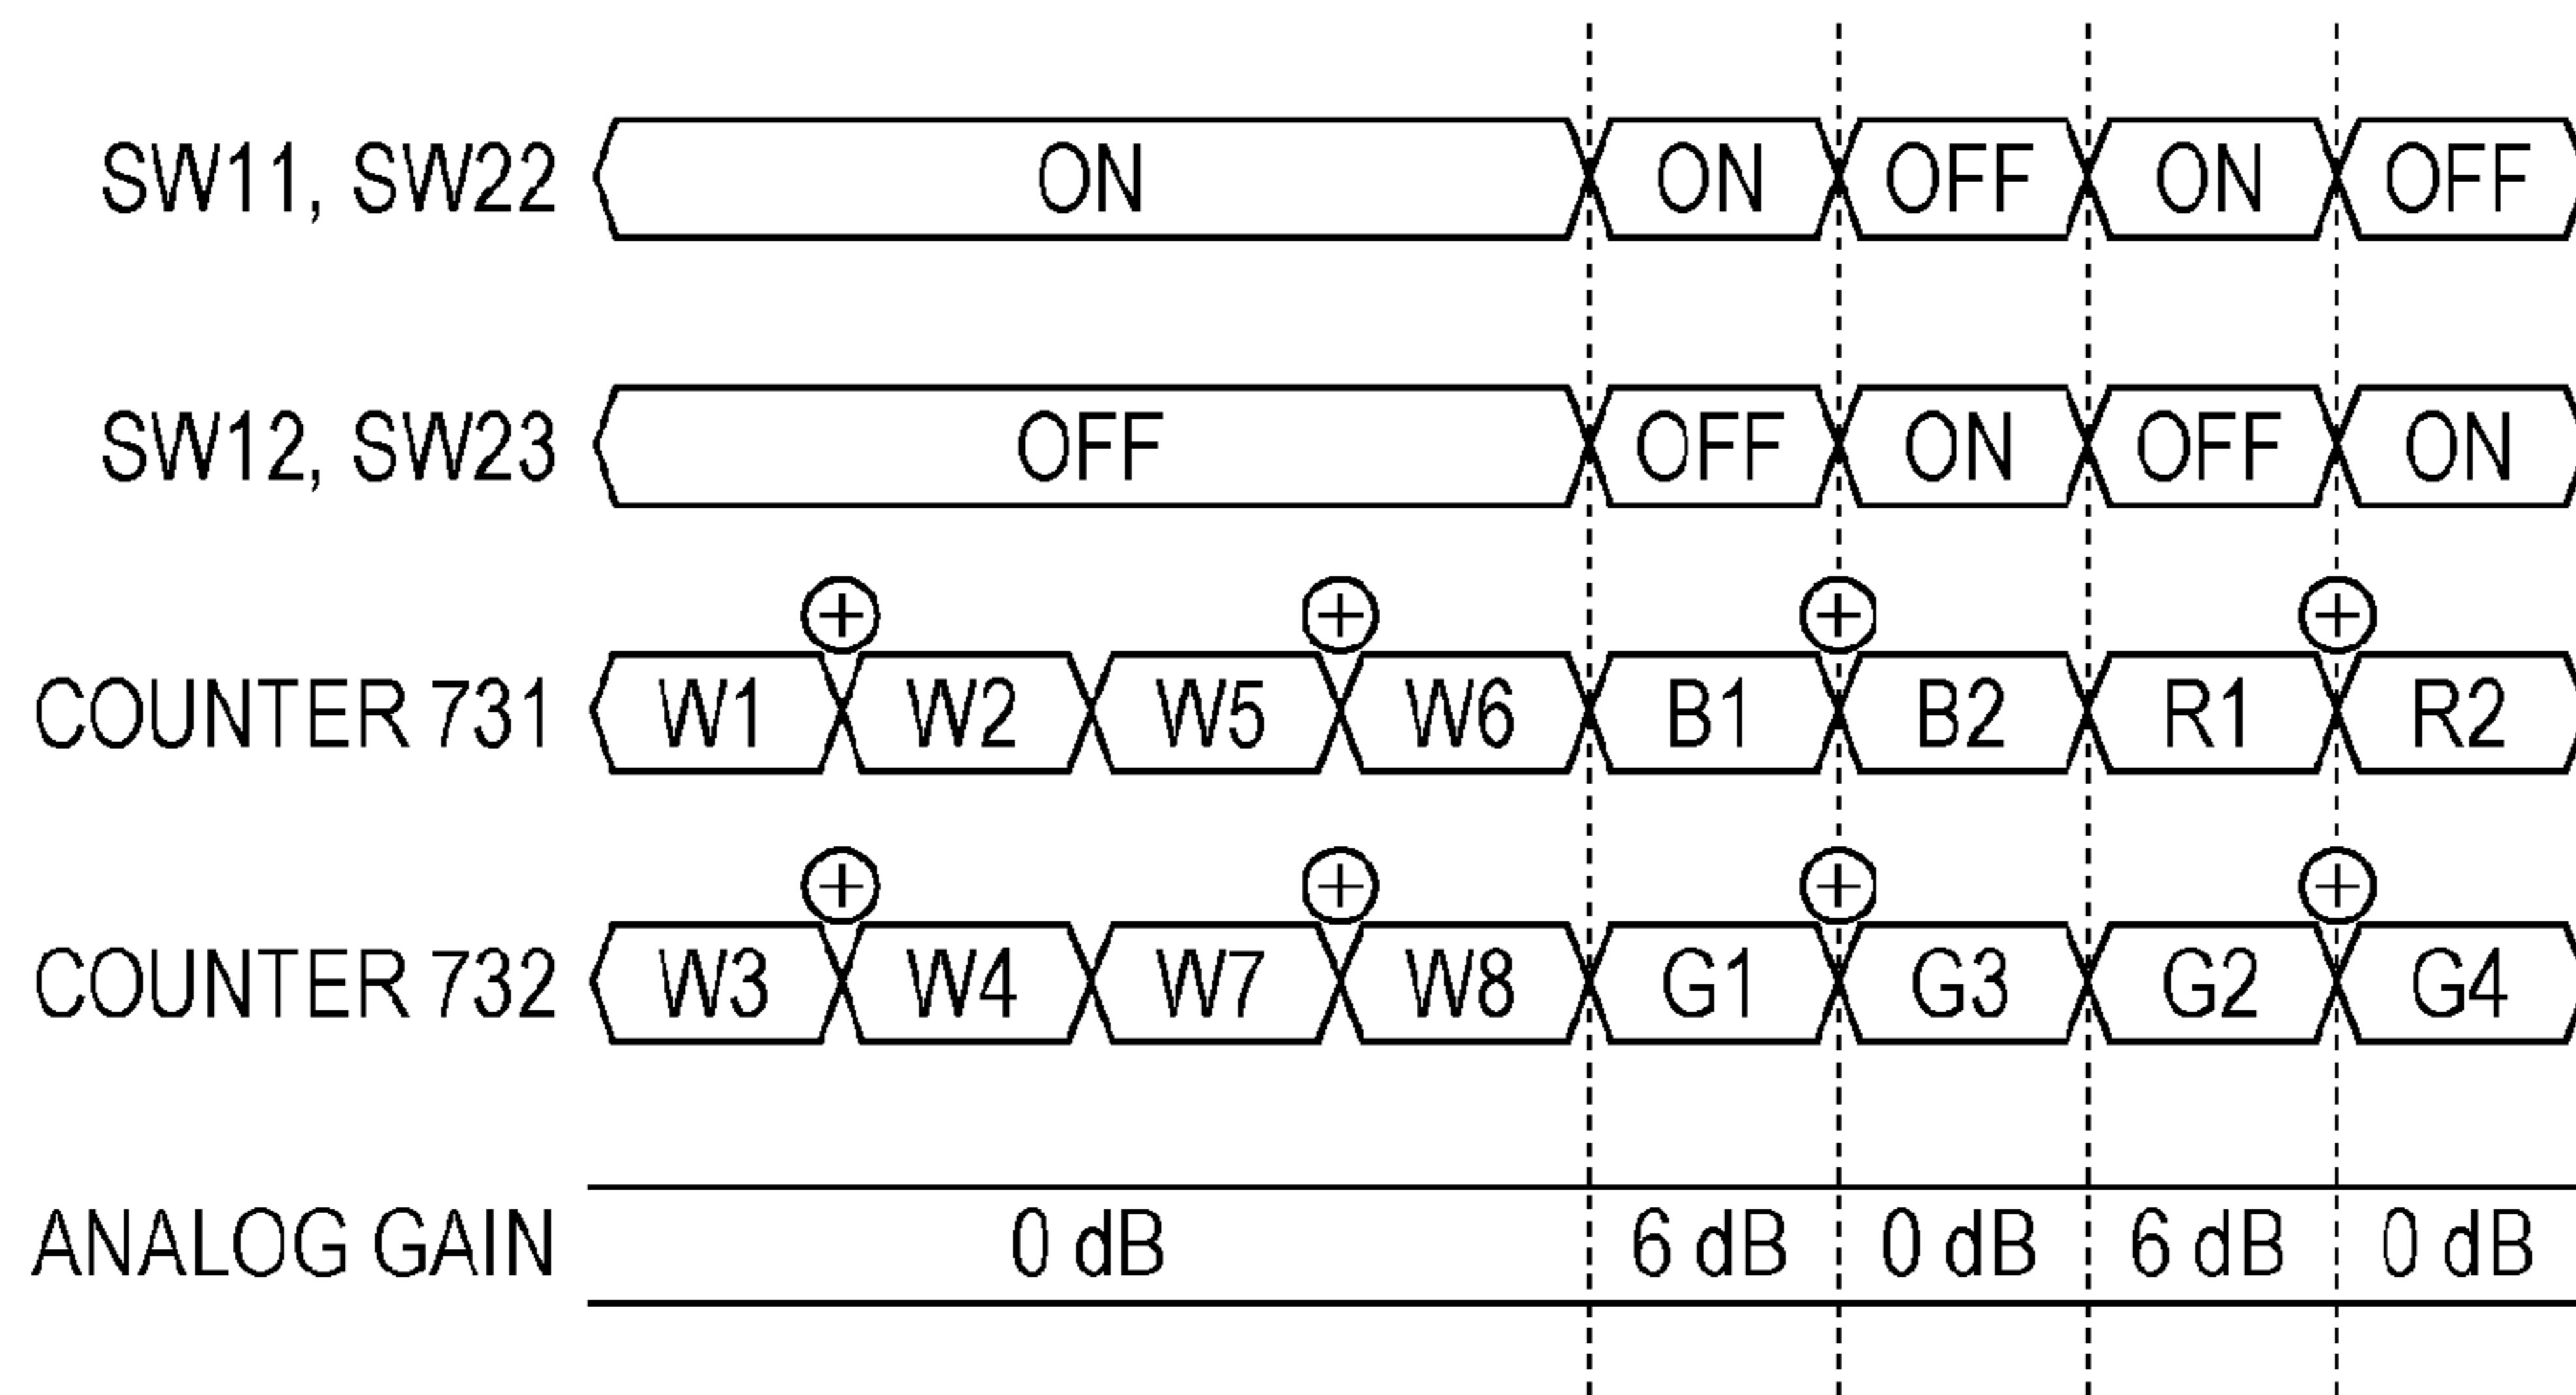 SW11, SW22 ON ON OFF ON OFF
SW12, SW23 OFF OFF ON OFF ON
+ + + +
COUNTER 731 W1 W2 W5 W6 B1 B2 R1 R2
+ + + +
COUNTER 732 W3 W4 W7 W8 G1 G3 G2 G4
ANALOG GAIN 0 dB 6 dB 0 dB 6 dB 0 dB